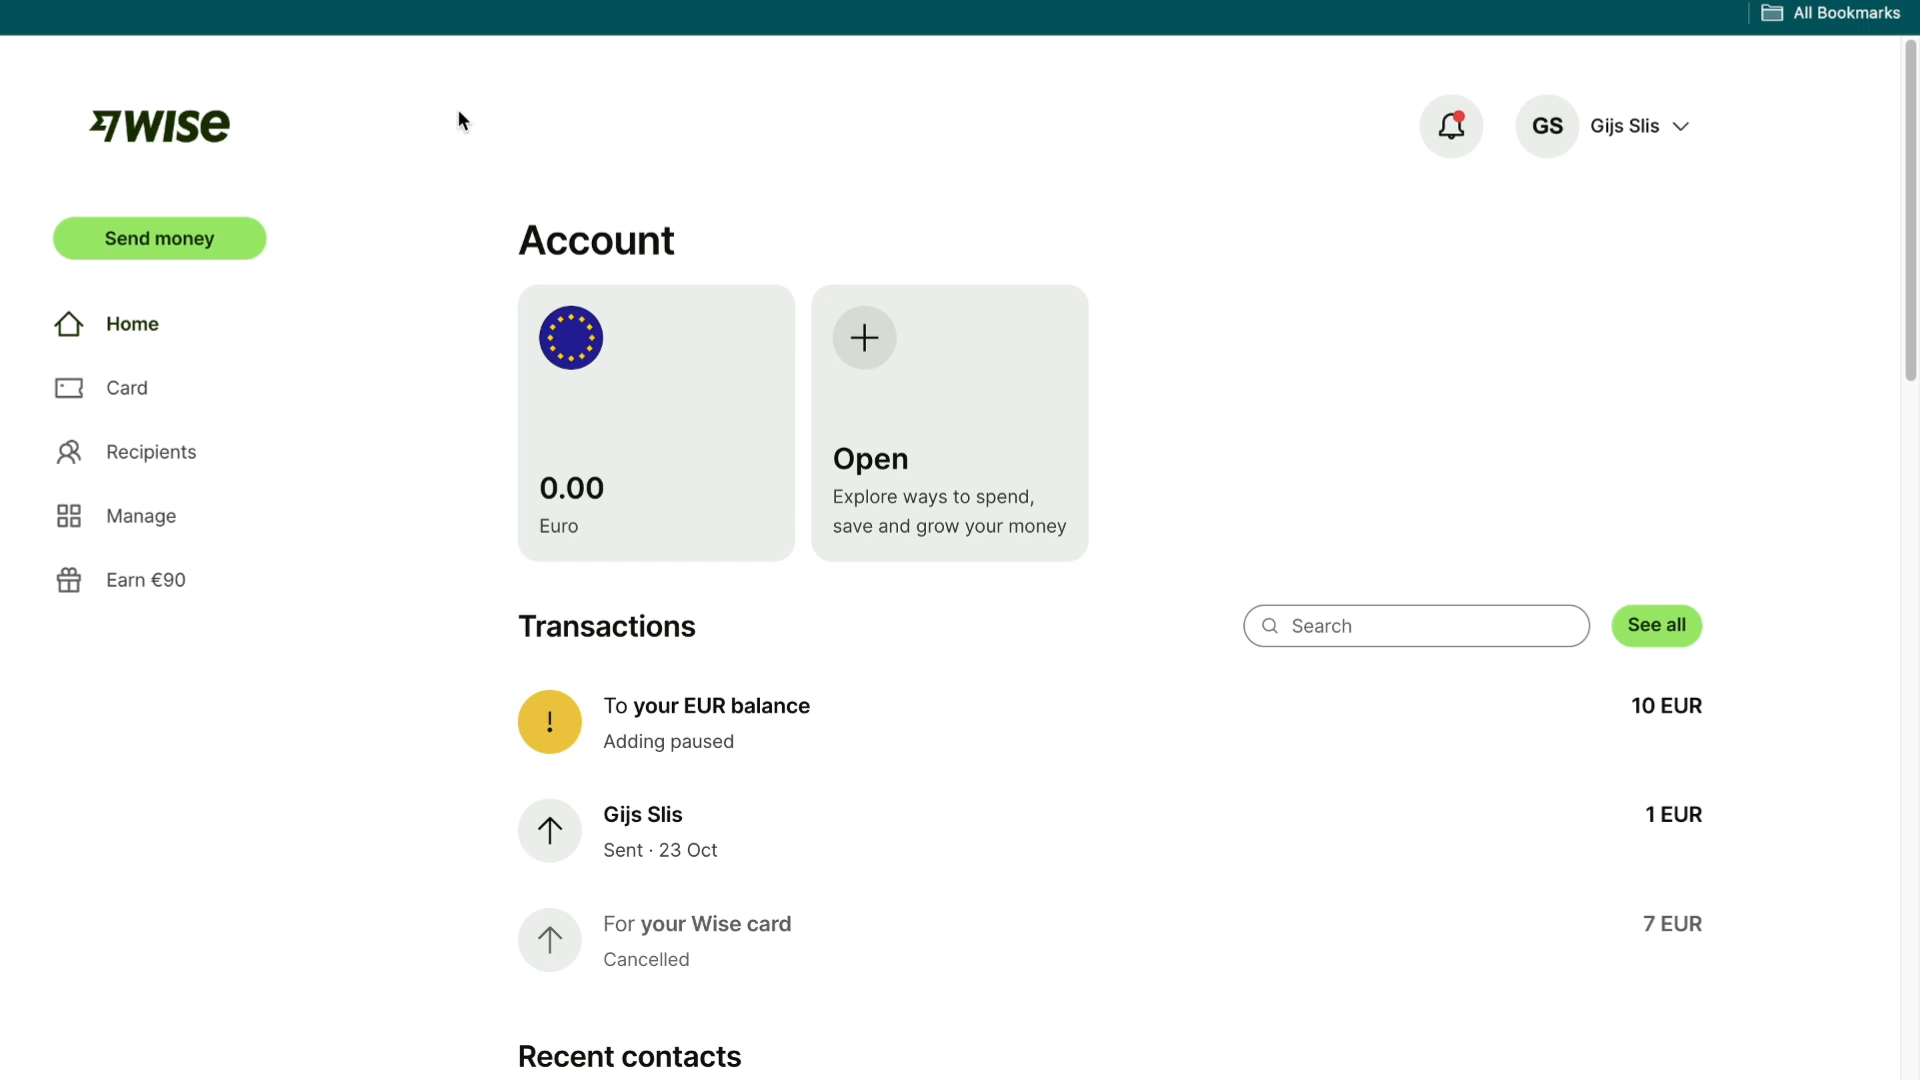 All Bookmarks
WISE
GS
Gijs Slis
Send money
Home
Card
Recipients
Manage
Earn €90
Account
0.00
Euro
Open
Explore ways to spend,
save and grow your money
Transactions
Search
See all
To your EUR balance
10 EUR
Adding paused
Gijs Slis
1 EUR
Sent · 23 Oct
For your Wise card
7 EUR
Cancelled
Recent contacts